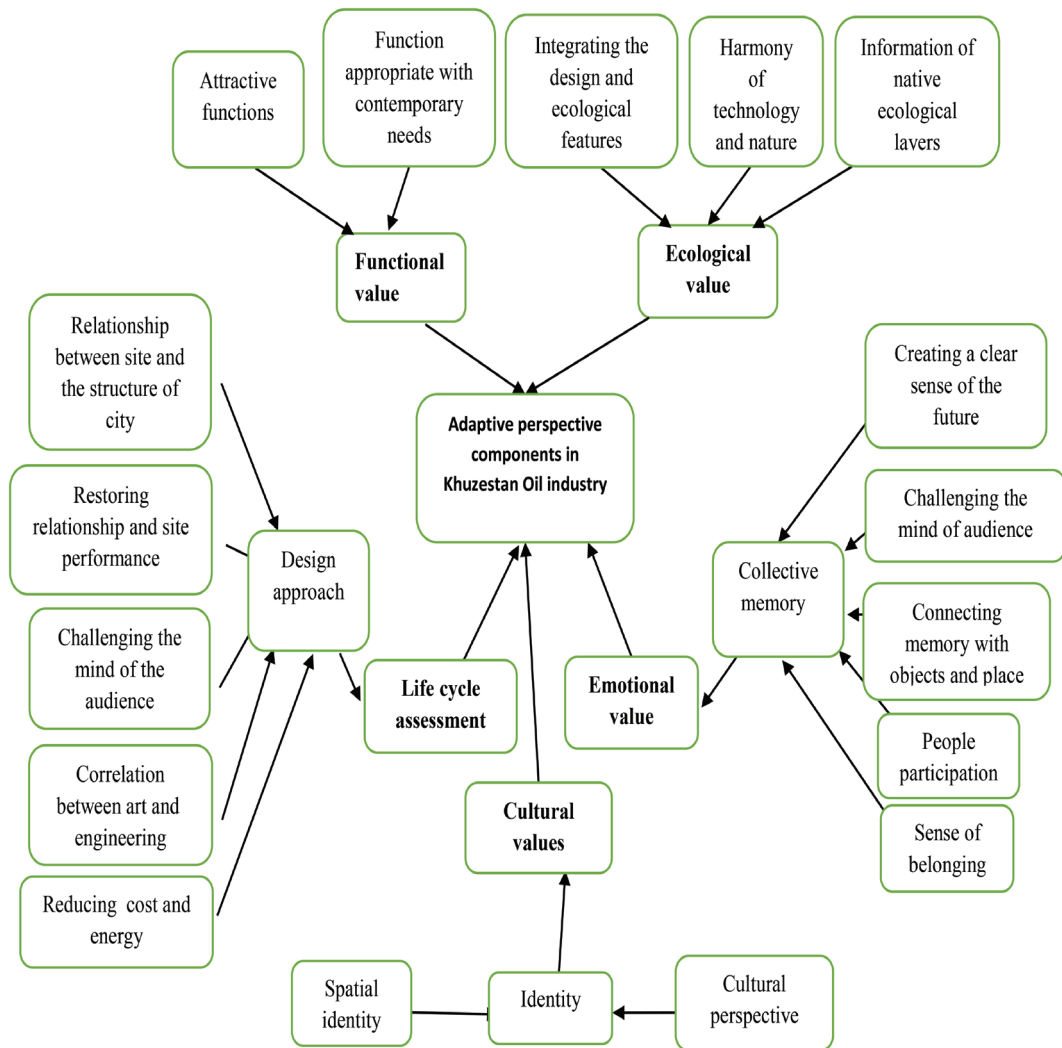 Attractive
functions
Function
appropriate with
contemporary
needs
Integrating the
design and
ecological
features
Harmony
of
technology
and nature
Information of
native
ecological
lavers
Functional
value
Ecological
value
Relationship
between site and
the structure of
city
Restoring
relationship and site
performance
Challenging the
mind of the
audience
Correlation
between art and
engineering
Reducing cost and
energy
Design
approach
Adaptive perspective
components in
Khuzestan Oil industry
Life cycle
assessment
Emotional
value
Cultural
values
Collective
memory
Creating a clear
sense of the
future
Challenging the
mind of audience
Connecting
memory with
objects and place
People
participation
Sense of
belonging
Spatial
identity
Identity
Cultural
perspective